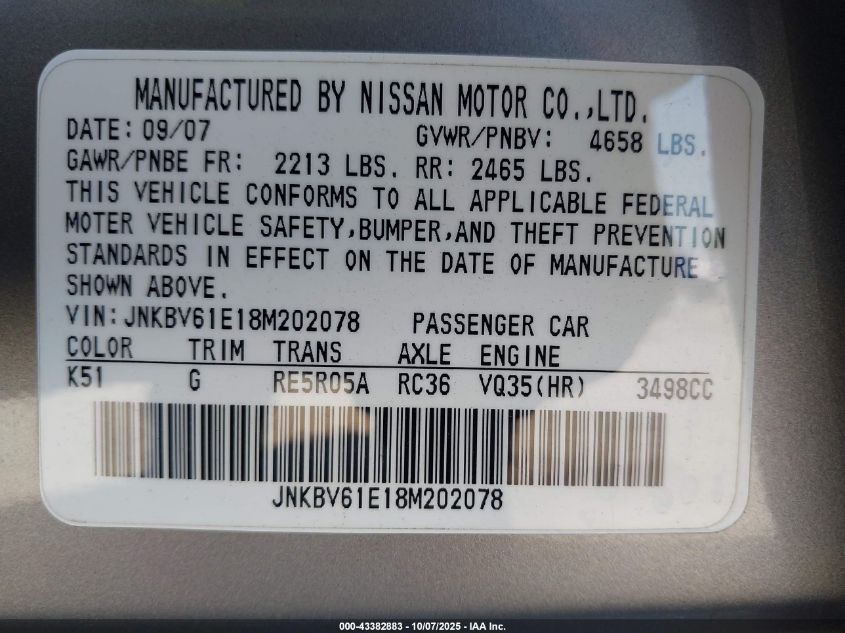 MANUFACTURED BY NISSAN MOTOR CO.,LTD.
DATE: 09/07 GVWR/PNBV: 4658 LBS.
GAWR/PNBE FR: 2213 LBS. RR: 2465 LBS.
THIS VEHICLE CONFORMS TO ALL APPLICABLE FEDERAL
MOTER VEHICLE SAFETY,BUMPER,AND THEFT PREVENTION
STANDARDS IN EFFECT ON THE DATE OF MANUFACTURE
SHOWN ABOVE.
VIN: JNKBV61E18M202078 PASSENGER CAR
COLOR TRIM TRANS AXLE ENGINE
K51 G RE5R05A RC36 VQ35(HR) 3498CC
JNKBV61E18M202078
000-43382883 - 10/07/2025 - IAA Inc.